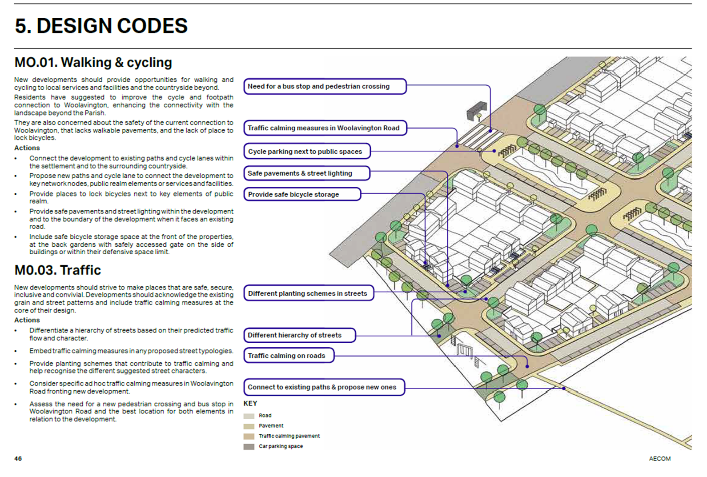 5. DESIGN CODES
MO.01. Walking & cycling
New developments should provide opportunities for walking and
cycling to local services and facilities and the countryside beyond.
Residents have suggested to improve the cycle and footpath
connection to Woolavington, enhancing the connectivity with the
landscape beyond the Parish.
They are also concerned about the safety of the current connection to
Woolavington, that lacks walkable pavements, and the lack of place to
lock bicycles.
Actions
• Connect the development to existing paths and cycle lanes within
the settlement and to the surrounding countryside.
• Propose new paths and cycle lane to connect the development to
key network nodes, public realm elements or services and facilities.
• Provide places to lock bicycles next to key elements of public
realm.
• Provide safe pavements and street lighting within the development
and to the boundary of the development when it faces an existing
road.
• Include safe bicycle storage space at the front of the properties,
at the back gardens with safely accessed gate on the side of
buildings or within their defensive space limit.
M0.03. Traffic
New developments should strive to make places that are safe, secure,
inclusive and convivial. Developments should acknowledge the existing
grain and street patterns and include traffic calming measures at the
core of their design.
Actions
• Differentiate a hierarchy of streets based on their predicted traffic
flow and character.
• Embed traffic calming measures in any proposed street typologies.
• Provide planting schemes that contribute to traffic calming and
help recognise the different suggested street characters.
• Consider specific ad hoc traffic calming measures in Woolavington
Road fronting new development.
• Assess the need for a new pedestrian crossing and bus stop in
Woolavington Road and the best location for both elements in
relation to the development.
Need for a bus stop and pedestrian crossing
Traffic calming measures in Woolavington Road
Cycle parking next to public spaces
Safe pavements & street lighting
Provide safe bicycle storage
Different planting schemes in streets
Different hierarchy of streets
Traffic calming on roads
Connect to existing paths & propose new ones
KEY
Road
Pavement
Traffic calming pavement
Car parking space
46
AECOM